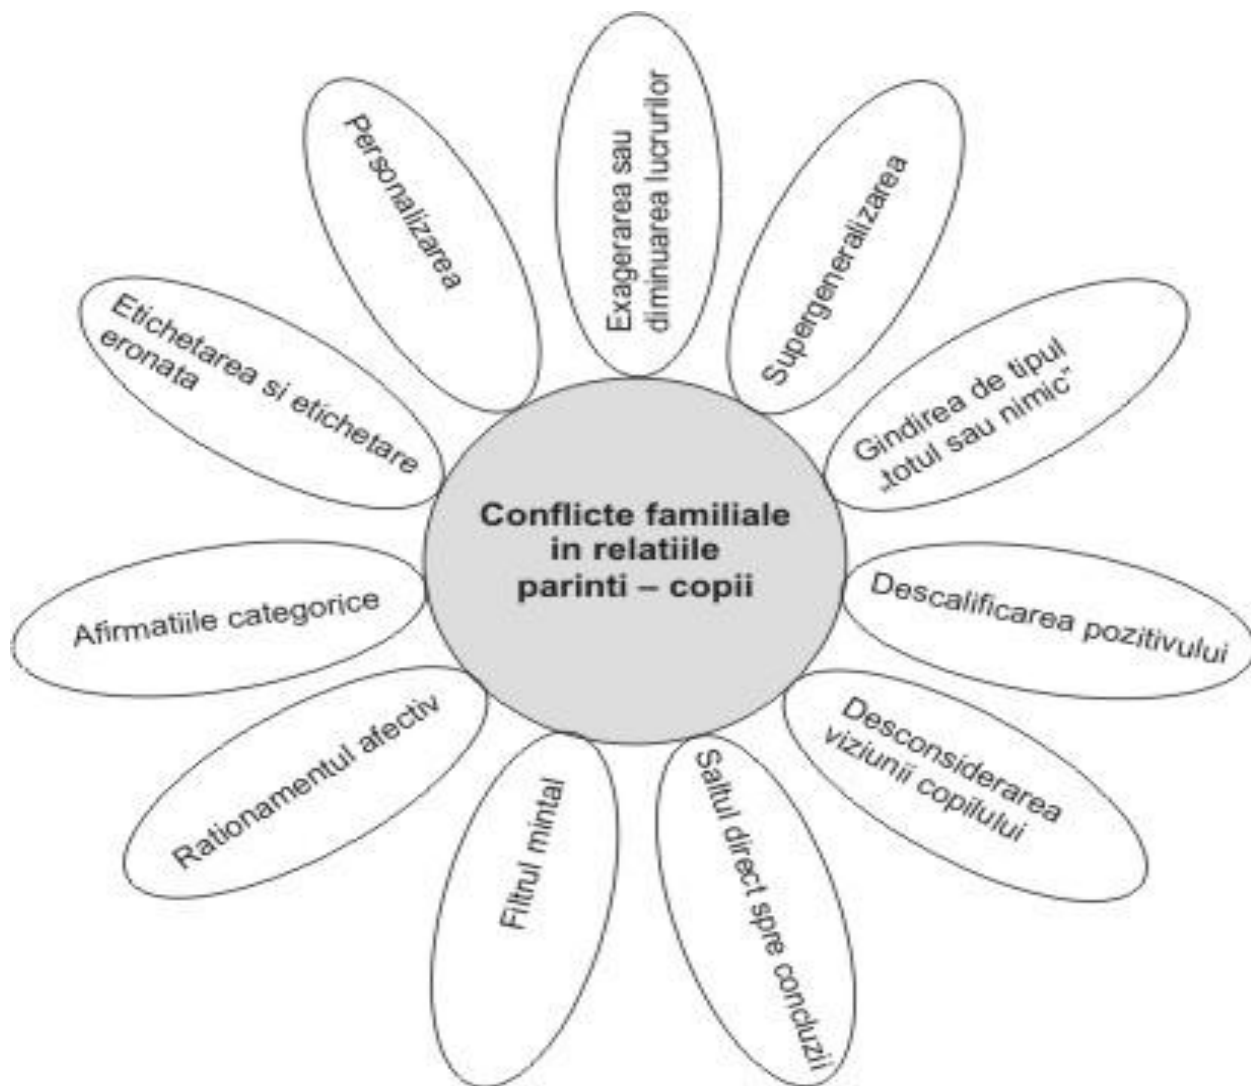 Conflicte familiale
in relatiile
parinti – copii
Exagerarea sau
diminuarea lucrurilor
Supergeneralizarea
Gindirea de tipul
„totul sau nimic”
Descalificarea pozitivului
Desconsiderarea
viziunii copilului
Saltul direct spre concluzii
Filtrul mintal
Rationamentul afectiv
Afirmatiile categorice
Etichetarea si etichetare
eronata
Personalizarea